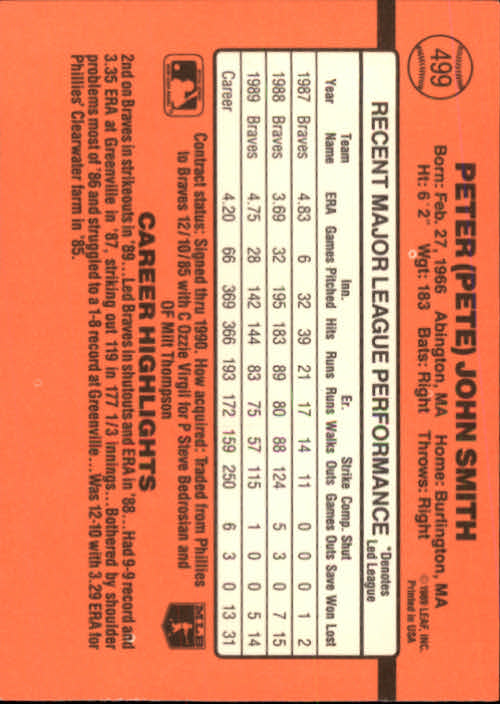 499
PETER (PETE) JOHN SMITH
Born: Feb. 27, 1966 Abington, MA Home: Burlington, MA
Ht: 6' 2" Wgt: 183 Bats: Right Throws: Right
© 1989 LEAF, INC.
Printed in USA
RECENT MAJOR LEAGUE PERFORMANCE *Denotes Led League
Team Inn. Er. Strike Comp. Shut
Year Name ERA Games Pitched Hits Runs Runs Walks Outs Games Outs Save Won Lost
1987 Braves 4.83 6 32 39 21 17 14 11 0 0 0 1 2
1988 Braves 3.69 32 195 183 89 80 88 124 5 3 0 7 15
1989 Braves 4.75 28 142 144 83 75 57 115 1 0 0 5 14
Career 4.20 66 369 366 193 172 159 250 6 3 0 13 31
Contract status: Signed thru 1990. How acquired: Traded from Phillies
to Braves 12/10/85 with C Ozzie Virgil for P Steve Bedrosian and
OF Milt Thompson
MLB
CAREER HIGHLIGHTS
2nd on Braves in strikeouts in '89...Led Braves in shutouts and ERA in '88...Had 9-9 record and
3.35 ERA at Greenville in '87, striking out 119 in 177 1/3 innings...Bothered by shoulder
problems most of '86 and struggled to a 1-8 record at Greenville...Was 12-10 with 3.29 ERA for
Phillies' Clearwater farm in '85.